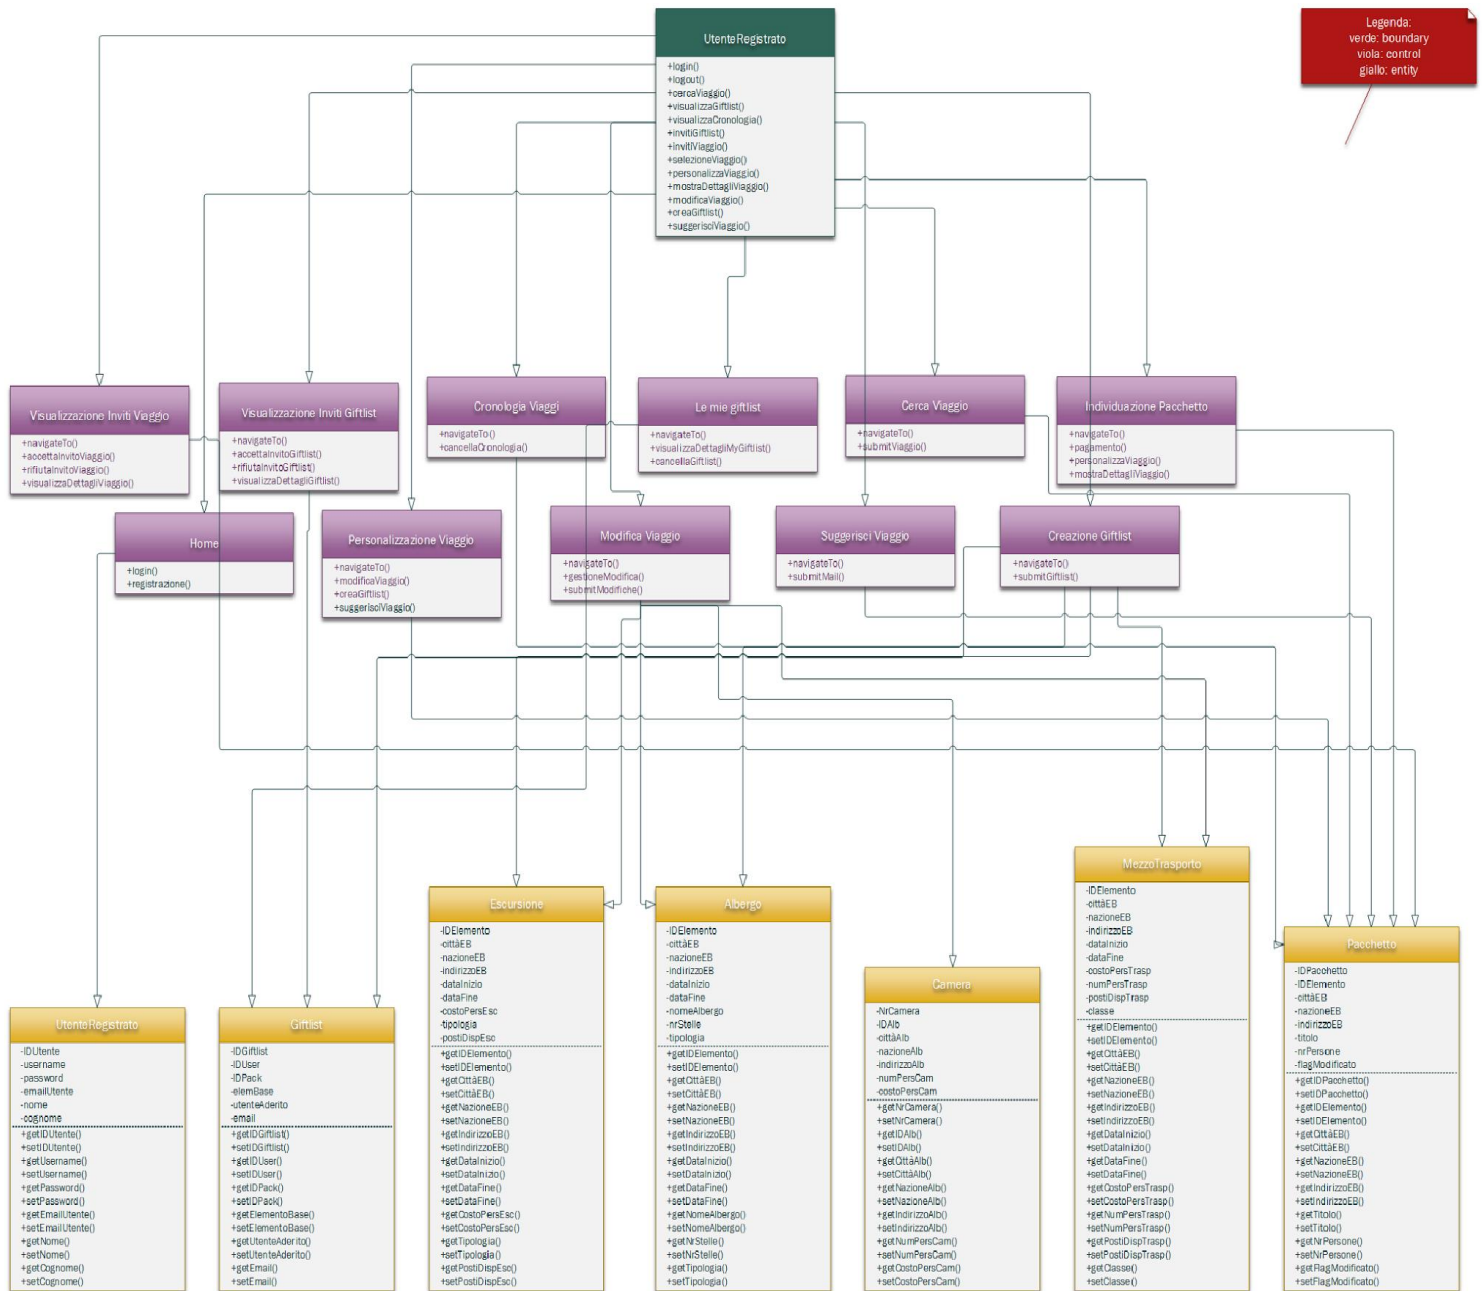 UtenteRegistrato
+login()
+logout()
+cercaViaggio()
+visualizzaGiftlist()
+visualizzaCronologia()
+invitiGiftlist()
+invitiViaggio()
+selezioneViaggio()
+personalizzaViaggio()
+mostraDettagliViaggio()
+modificaViaggio()
+creaGiftlist()
+suggerisciViaggio()
Legenda:
verde: boundary
viola: control
giallo: entity
Visualizzazione Inviti Viaggio
+navigateTo()
+accettaInvitoViaggio()
+rifiutaInvitoViaggio()
+visualizzaDettagliViaggio()
Visualizzazione Inviti Giftlist
+navigateTo()
+accettaInvitoGiftlist()
+rifiutaInvitoGiftlist()
+visualizzaDettagliGiftlist()
Cronologia Viaggi
+navigateTo()
+cancellaCronologia()
Le mie giftlist
+navigateTo()
+visualizzaDettagliMyGiftlist()
+cancellaGiftlist()
Cerca Viaggio
+navigateTo()
+submitViaggio()
Individuazione Pacchetto
+navigateTo()
+pagamento()
+personalizzaViaggio()
+mostraDettagliViaggio()
Home
+login()
+registrazione()
Personalizzazione Viaggio
+navigateTo()
+modificaViaggio()
+creaGiftlist()
+suggerisciViaggio()
Modifica Viaggio
+navigateTo()
+gestioneModifica()
+submitModifiche()
Suggerisci Viaggio
+navigateTo()
+submitMail()
Creazione Giftlist
+navigateTo()
+submitGiftlist()
UtenteRegistrato
-IDUtente
-username
-password
-emailUtente
-nome
-cognome
+getIDUtente()
+setIDUtente()
+getUsername()
+setUsername()
+getPassword()
+setPassword()
+getEmailUtente()
+setEmailUtente()
+getNome()
+setNome()
+getCognome()
+setCognome()
Giftlist
-IDGiftlist
-IDUser
-IDPack
-elemBase
-utenteAderito
-email
+getIDGiftlist()
+setIDGiftlist()
+getIDUser()
+setIDUser()
+getIDPack()
+setIDPack()
+getElementoBase()
+setElementoBase()
+getUtenteAderito()
+setUtenteAderito()
+getEmail()
+setEmail()
Escursione
-IDElemento
-cittàEB
-nazioneEB
-indirizzoEB
-dataInizio
-dataFine
-costoPersEsc
-tipologia
-postiDispEsc
+getIDElemento()
+setIDElemento()
+getCittàEB()
+setCittàEB()
+getNazioneEB()
+setNazioneEB()
+getIndirizzoEB()
+setIndirizzoEB()
+getDataInizio()
+setDataInizio()
+getDataFine()
+setDataFine()
+getCostoPersEsc()
+setCostoPersEsc()
+getTipologia()
+setTipologia()
+getPostiDispEsc()
+setPostiDispEsc()
Albergo
-IDElemento
-cittàEB
-nazioneEB
-indirizzoEB
-dataInizio
-dataFine
-nomeAlbergo
-nrStelle
-tipologia
+getIDElemento()
+setIDElemento()
+getCittàEB()
+setCittàEB()
+getNazioneEB()
+setNazioneEB()
+getIndirizzoEB()
+setIndirizzoEB()
+getDataInizio()
+setDataInizio()
+getDataFine()
+setDataFine()
+getNomeAlbergo()
+setNomeAlbergo()
+getNrStelle()
+setNrStelle()
+getTipologia()
+setTipologia()
Camera
-NrCamera
-IDAlb
-cittàAlb
-nazioneAlb
-indirizzoAlb
-numPersCam
-costoPersCam
+getNrCamera()
+setNrCamera()
+getIDAlb()
+setIDAlb()
+getCittàAlb()
+setCittàAlb()
+getNazioneAlb()
+setNazioneAlb()
+getIndirizzoAlb()
+setIndirizzoAlb()
+getNumPersCam()
+setNumPersCam()
+getCostoPersCam()
+setCostoPersCam()
MezzoTrasporto
-IDElemento
-cittàEB
-nazioneEB
-indirizzoEB
-dataInizio
-dataFine
-costoPersTrasp
-numPersTrasp
-postiDispTrasp
-classe
+getIDElemento()
+setIDElemento()
+getCittàEB()
+setCittàEB()
+getNazioneEB()
+setNazioneEB()
+getIndirizzoEB()
+setIndirizzoEB()
+getDataInizio()
+setDataInizio()
+getDataFine()
+setDataFine()
+getCostoPersTrasp()
+setCostoPersTrasp()
+getNumPersTrasp()
+setNumPersTrasp()
+getPostiDispTrasp()
+setPostiDispTrasp()
+getClasse()
+setClasse()
Pacchetto
-IDPacchetto
-IDElemento
-cittàEB
-nazioneEB
-indirizzoEB
-titolo
-nrPersone
-flagModificato
+getIDPacchetto()
+setIDPacchetto()
+getIDElemento()
+setIDElemento()
+getCittàEB()
+setCittàEB()
+getNazioneEB()
+setNazioneEB()
+getIndirizzoEB()
+setIndirizzoEB()
+getTitolo()
+setTitolo()
+getNrPersone()
+setNrPersone()
+getFlagModificato()
+setFlagModificato()